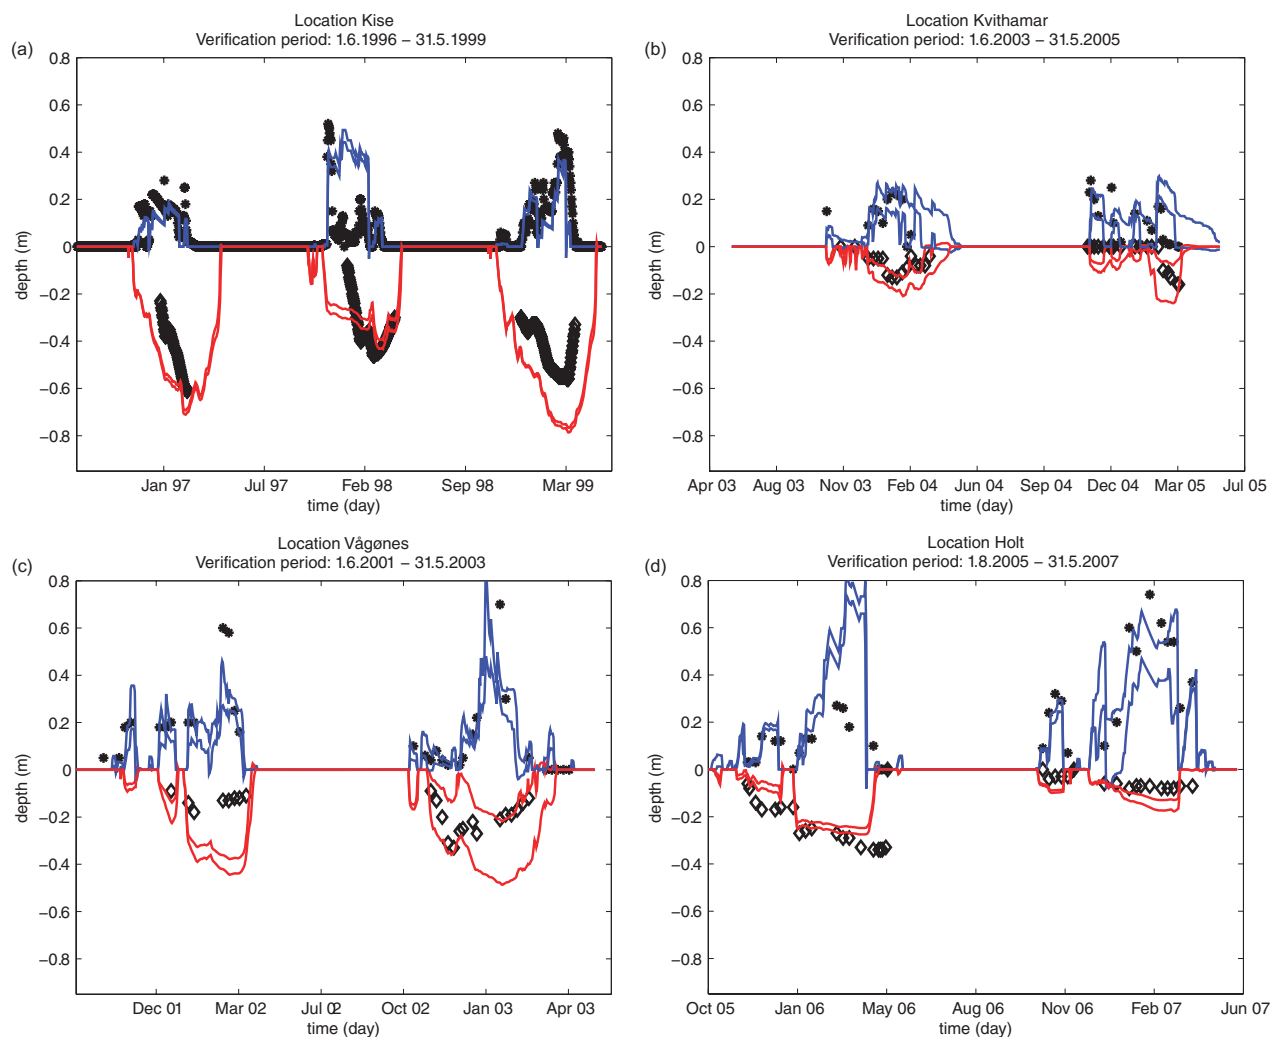 Location Kise
Verification period: 1.6.1996 – 31.5.1999
(a)
0.8
0.6
0.4
0.2
0
−0.2
−0.4
−0.6
−0.8
depth (m)
Jan 97
Jul 97
Feb 98
Sep 98
Mar 99
time (day)
Location Kvithamar
Verification period: 1.6.2003 – 31.5.2005
(b)
0.8
0.6
0.4
0.2
0
−0.2
−0.4
−0.6
−0.8
depth (m)
Apr 03
Aug 03
Nov 03
Feb 04
Jun 04
Sep 04
Dec 04
Mar 05
Jul 05
time (day)
Location Vågønes
Verification period: 1.6.2001 – 31.5.2003
(c)
0.8
0.6
0.4
0.2
0
−0.2
−0.4
−0.6
−0.8
depth (m)
Dec 01
Mar 02
Jul 02
Oct 02
Jan 03
Apr 03
time (day)
Location Holt
Verification period: 1.8.2005 – 31.5.2007
(d)
0.8
0.6
0.4
0.2
0
−0.2
−0.4
−0.6
−0.8
depth (m)
Oct 05
Jan 06
May 06
Aug 06
Nov 06
Feb 07
Jun 07
time (day)